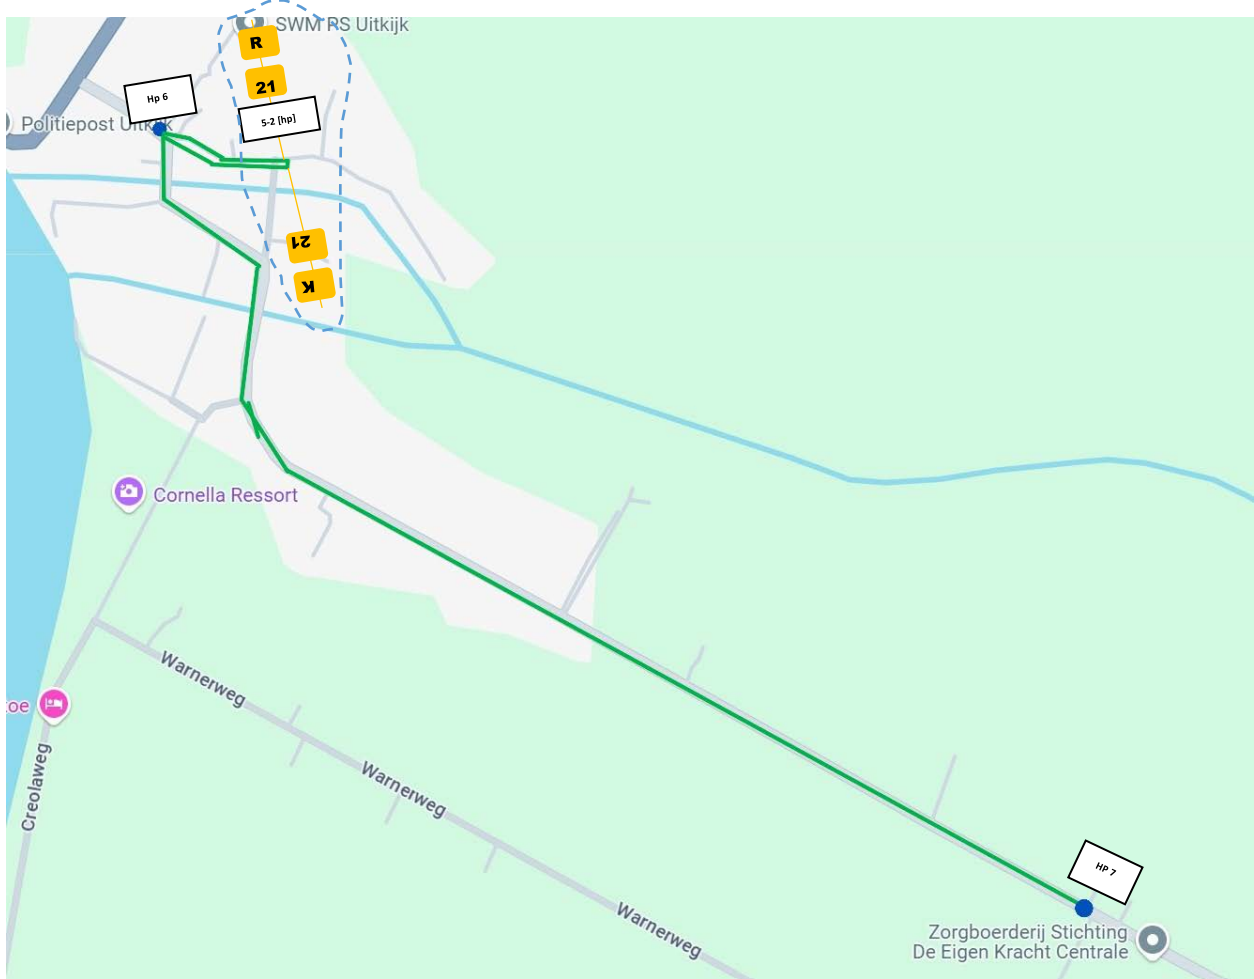 SWM RS Uitkijk
R
21
Hp 6
5-2 [hp]
Politiepost Uitkijk
21
K
Cornella Ressort
Warnerweg
oe
Creolaweg
Warnerweg
HP 7
Warnerweg
Zorgboerderij Stichting
De Eigen Kracht Centrale